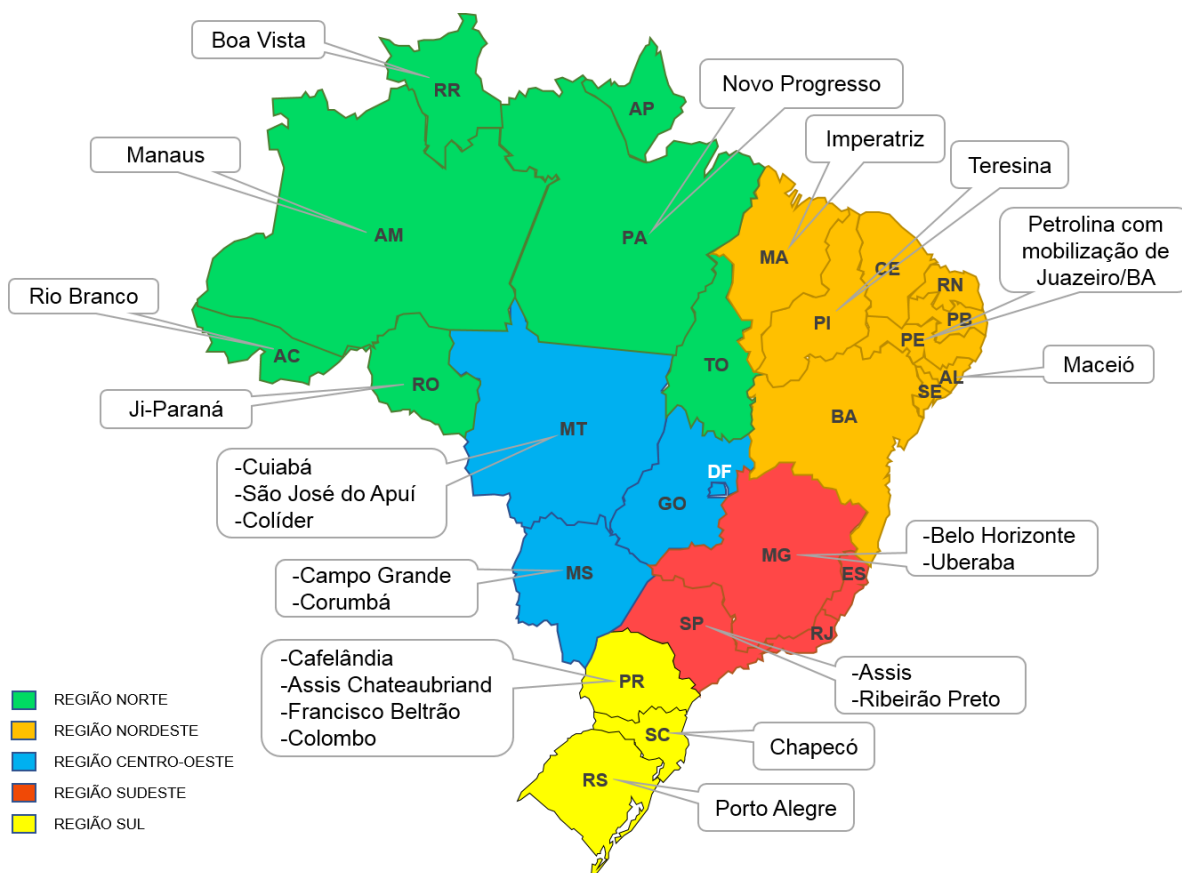 Boa Vista
RR
AP
Novo Progresso
Imperatriz
Manaus
Teresina
AM
PA
Petrolina com
mobilização de
Juazeiro/BA
MA
CE
RN
Rio Branco
PI
PB
PE
AC
RO
TO
AL
SE
Maceió
Ji-Paraná
BA
MT
-Cuiabá
-São José do Apuí
-Colíder
DF
GO
-Belo Horizonte
-Uberaba
MG
ES
MS
-Campo Grande
-Corumbá
SP
RJ
-Cafelândia
-Assis Chateaubriand
-Francisco Beltrão
-Colombo
PR
-Assis
-Ribeirão Preto
SC
Chapecó
RS
Porto Alegre
REGIÃO NORTE
REGIÃO NORDESTE
REGIÃO CENTRO-OESTE
REGIÃO SUDESTE
REGIÃO SUL